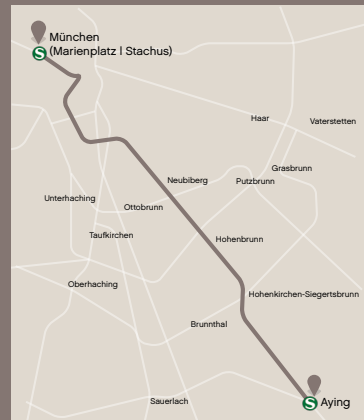 München
S (Marienplatz | Stachus)
Haar
Vaterstetten
Grasbrunn
Neubiberg
Putzbrunn
Unterhaching
Ottobrunn
Taufkirchen
Hohenbrunn
Oberhaching
Hohenkirchen-Siegertsbrunn
Brunnthal
Sauerlach
S Aying